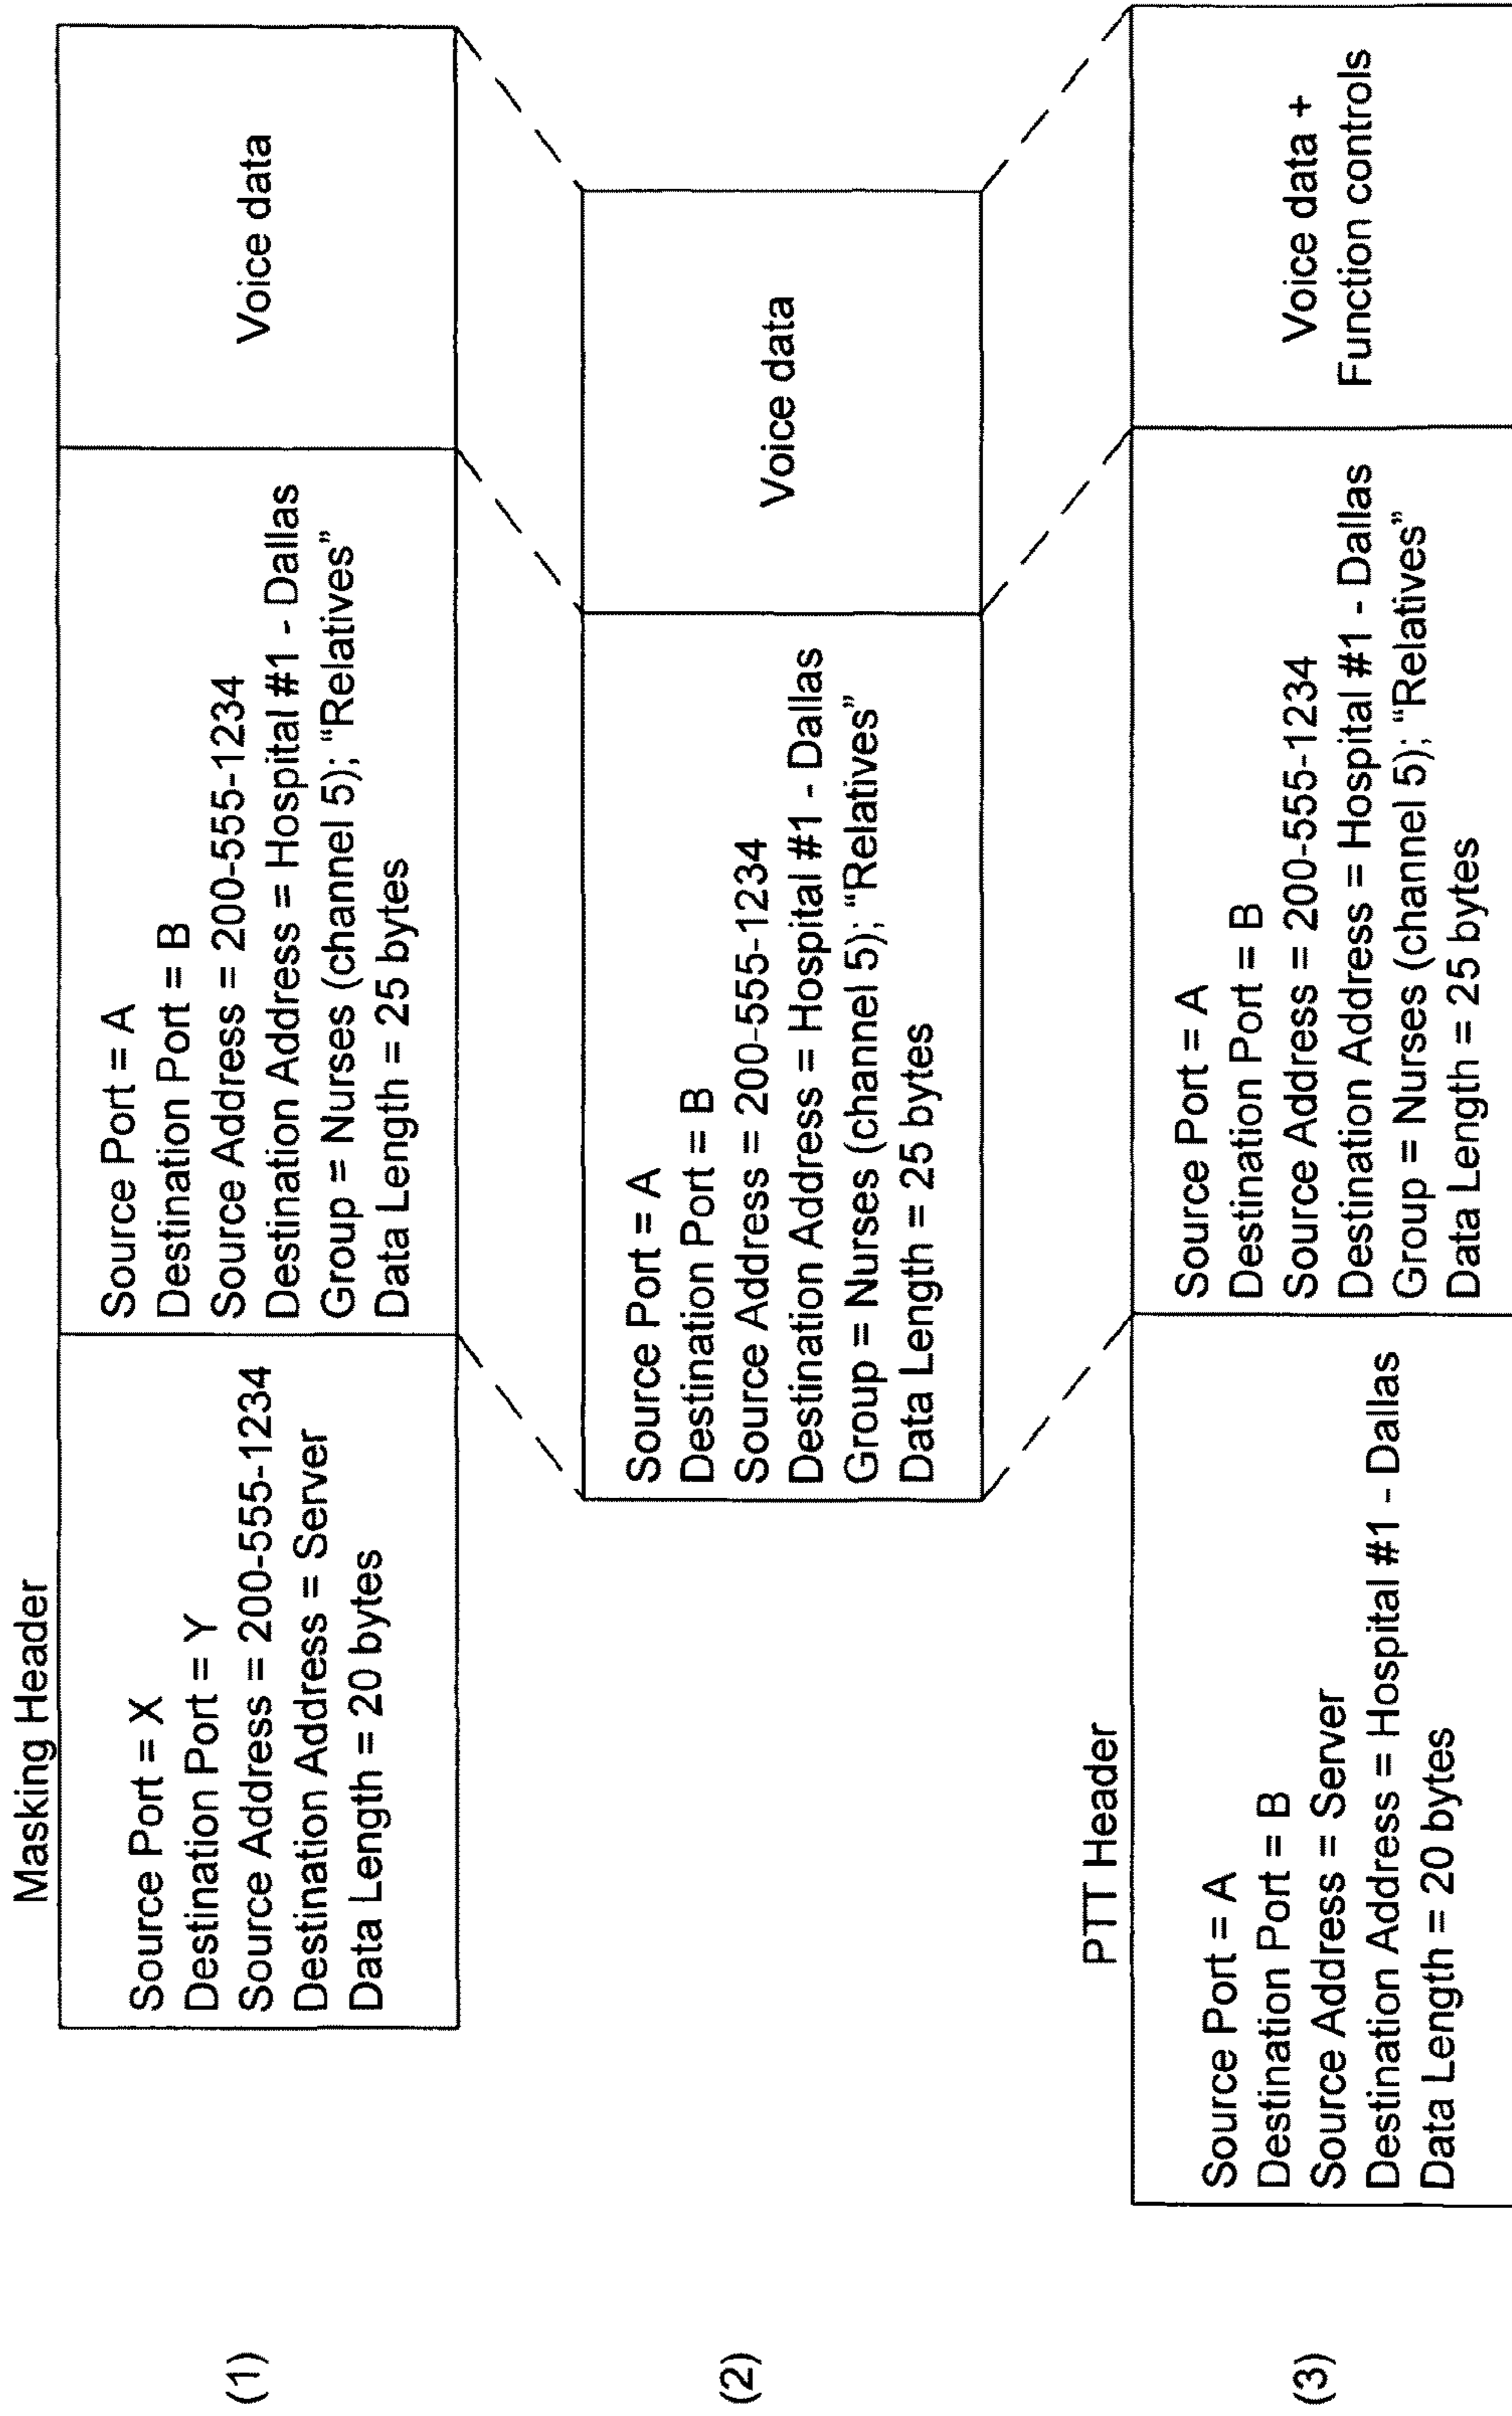 Masking Header
(1)
Source Port = X
Destination Port = Y
Source Address = 200-555-1234
Destination Address = Server
Data Length = 20 bytes
Source Port = A
Destination Port = B
Source Address = 200-555-1234
Destination Address = Hospital #1 - Dallas
Group = Nurses (channel 5); “Relatives”
Data Length = 25 bytes
Voice data
(2)
Source Port = A
Destination Port = B
Source Address = 200-555-1234
Destination Address = Hospital #1 - Dallas
Group = Nurses (channel 5); “Relatives”
Data Length = 25 bytes
Voice data
PTT Header
(3)
Source Port = A
Destination Port = B
Source Address = Server
Destination Address = Hospital #1 - Dallas
Data Length = 20 bytes
Source Port = A
Destination Port = B
Source Address = 200-555-1234
Destination Address = Hospital #1 - Dallas
Group = Nurses (channel 5); “Relatives”
Data Length = 25 bytes
Voice data +
Function controls